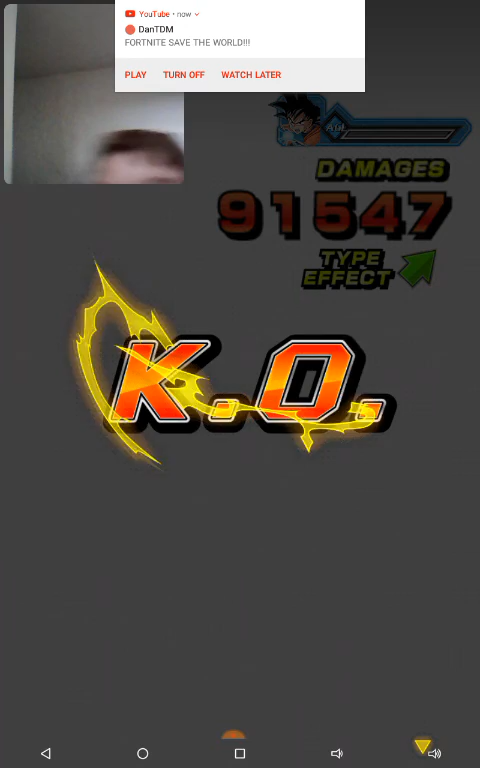 YouTube • now
DanTDM
FORTNITE SAVE THE WORLD!!!
PLAY TURN OFF WATCH LATER
DAMAGES
91547
TYPE
EFFECT
K.O.